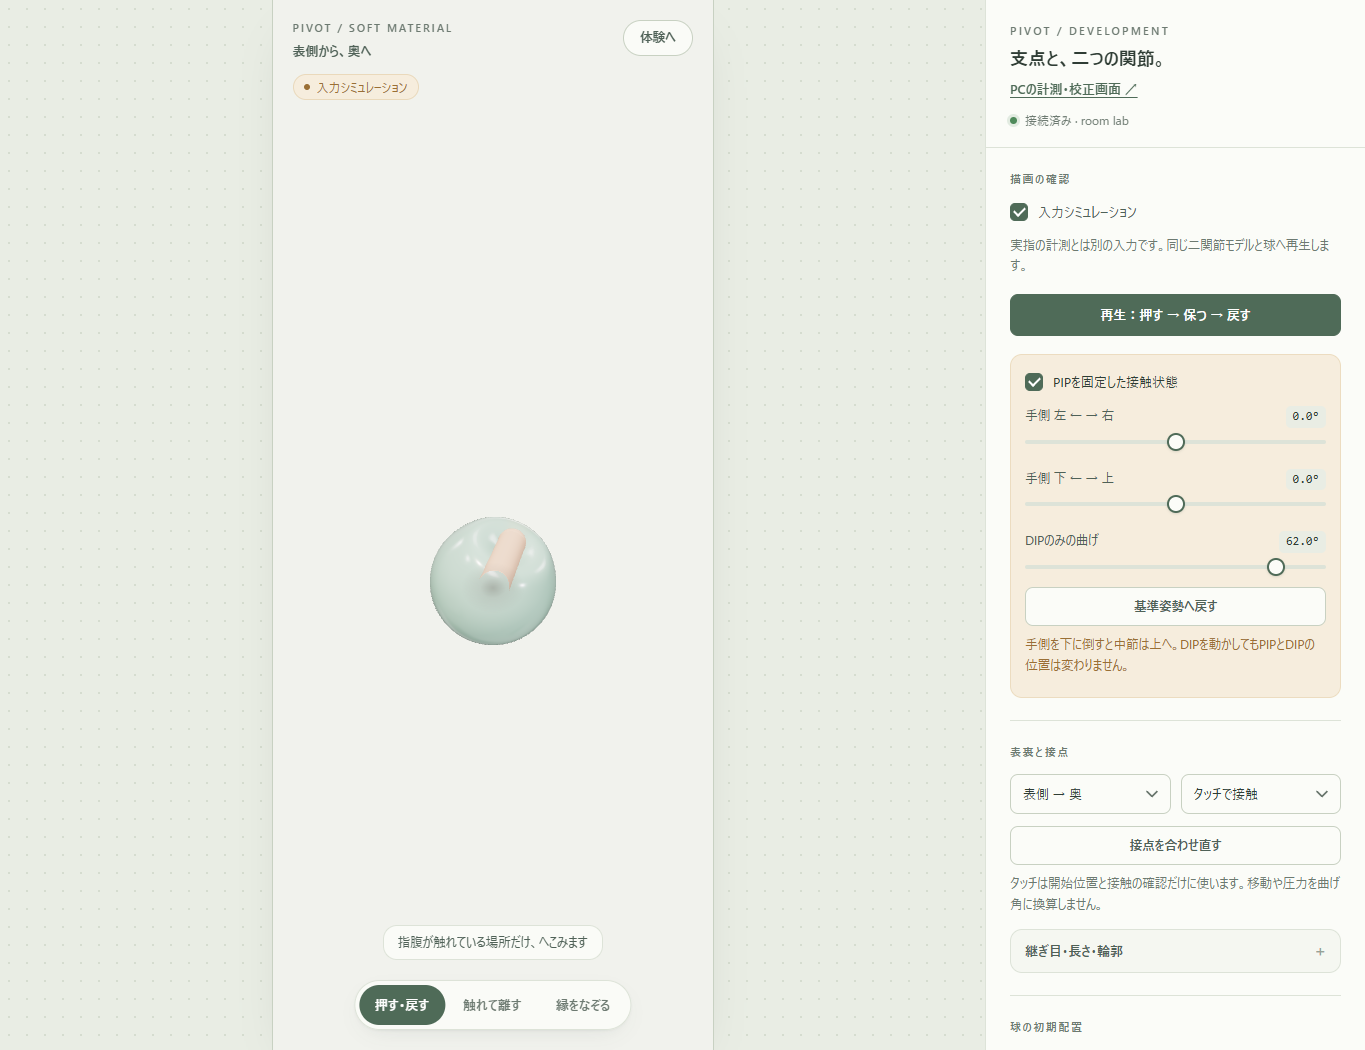 PIVOT / SOFT MATERIAL
表側から、奥へ
体験へ
入力シミュレーション
指腹が触れている場所だけ、へこみます
押す・戻す
触れて離す
縁をなぞる
PIVOT / DEVELOPMENT
支点と、二つの関節。
PCの計測・校正画面 ↗
接続済み · room lab
描画の確認
入力シミュレーション
実指の計測とは別の入力です。同じ二関節モデルと球へ再生しま
す。
再生：押す → 保つ → 戻す
PIPを固定した接触状態
手側 左 ← → 右
0.0°
手側 下 ← → 上
0.0°
DIPのみの曲げ
62.0°
基準姿勢へ戻す
手側を下に倒すと中節は上へ。DIPを動かしてもPIPとDIPの
位置は変わりません。
表裏と接点
表側 → 奥
タッチで接触
接点を合わせ直す
タッチは開始位置と接触の確認だけに使います。移動や圧力を曲げ
角に換算しません。
継ぎ目・長さ・輪郭
+
球の初期配置